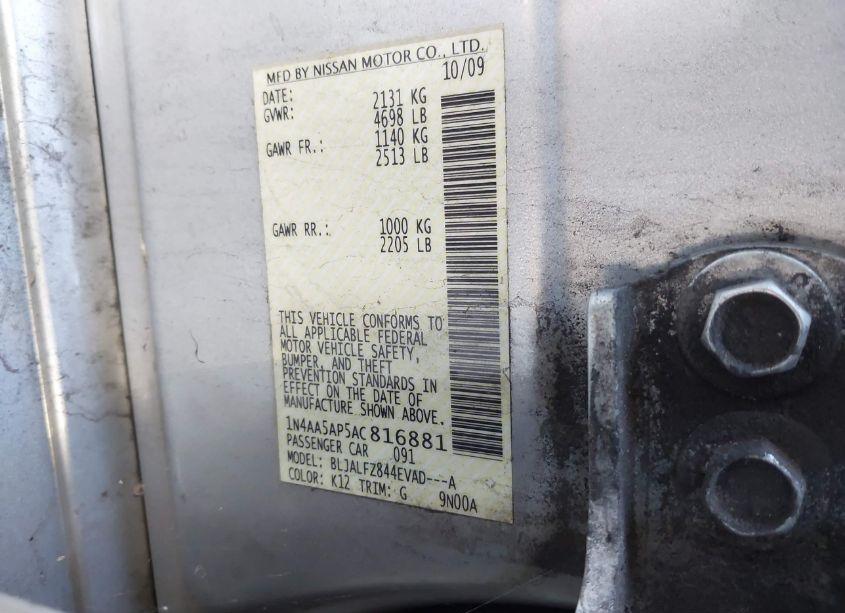 MFD BY NISSAN MOTOR CO., LTD.
DATE: 10/09
GVWR: 2131 KG
4698 LB
GAWR FR.: 1140 KG
2513 LB
GAWR RR.: 1000 KG
2205 LB
THIS VEHICLE CONFORMS TO
ALL APPLICABLE FEDERAL
MOTOR VEHICLE SAFETY,
BUMPER, AND THEFT
PREVENTION STANDARDS IN
EFFECT ON THE DATE OF
MANUFACTURE SHOWN ABOVE.
1N4AA5AP5AC816881
PASSENGER CAR 091
MODEL: BLJALFZ844EVAD---A
COLOR: K12 TRIM: G 9N00A